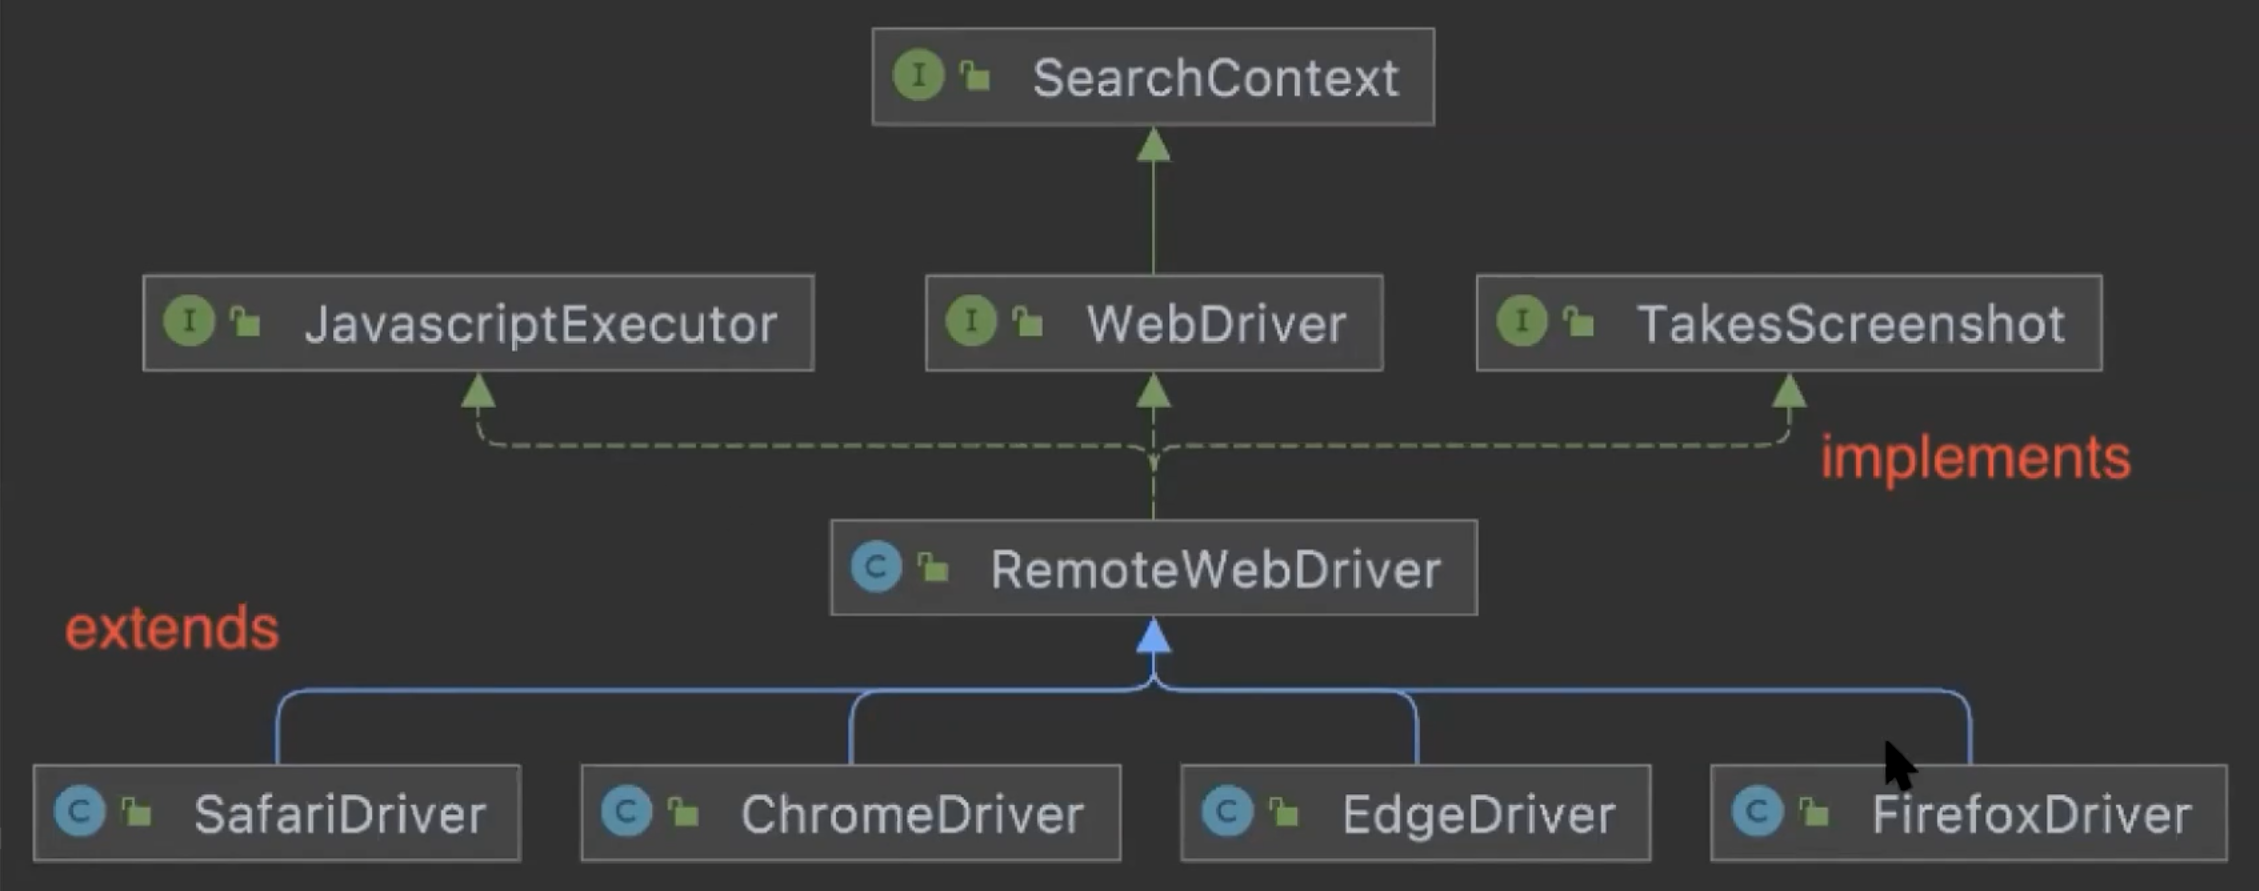 I SearchContext
I JavascriptExecutor
I WebDriver
I TakesScreenshot
implements
C RemoteWebDriver
extends
C SafariDriver
C ChromeDriver
C EdgeDriver
C FirefoxDriver